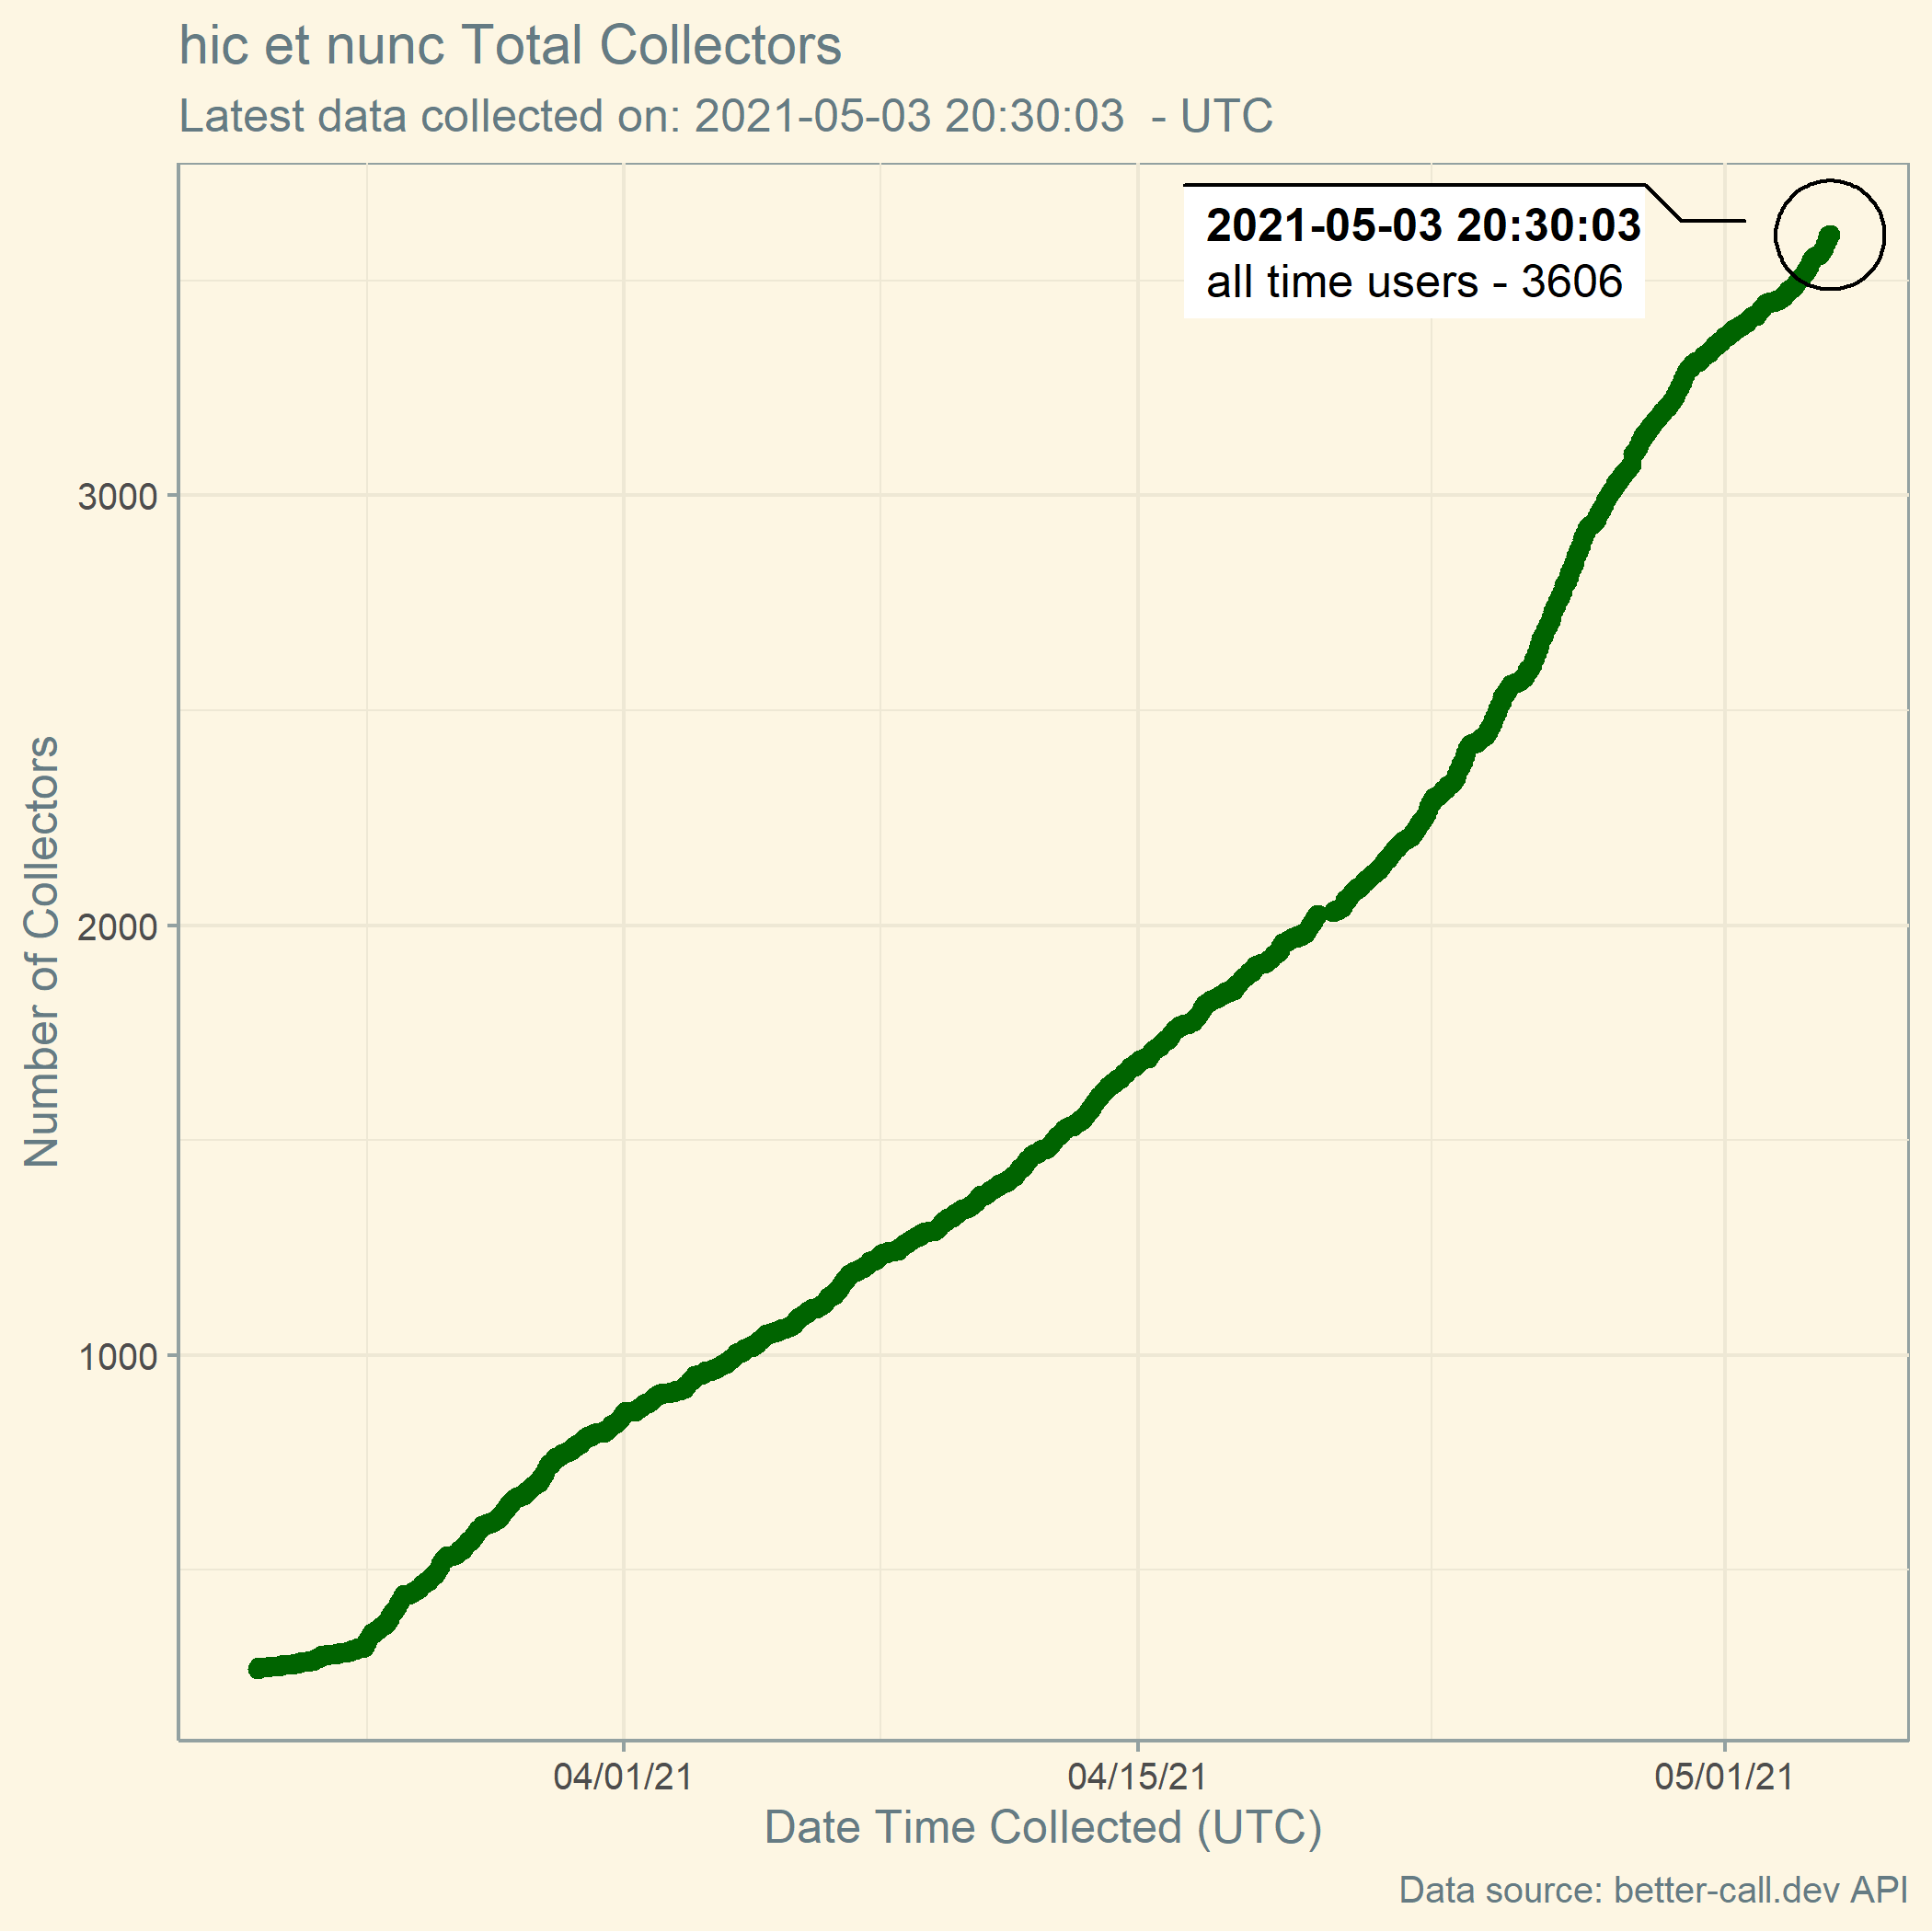 hic et nunc Total Collectors
Latest data collected on: 2021-05-03 20:30:03  - UTC
2021-05-03 20:30:03
all time users - 3606
Number of Collectors
3000
2000
1000
04/01/21
04/15/21
05/01/21
Date Time Collected (UTC)
Data source: better-call.dev API